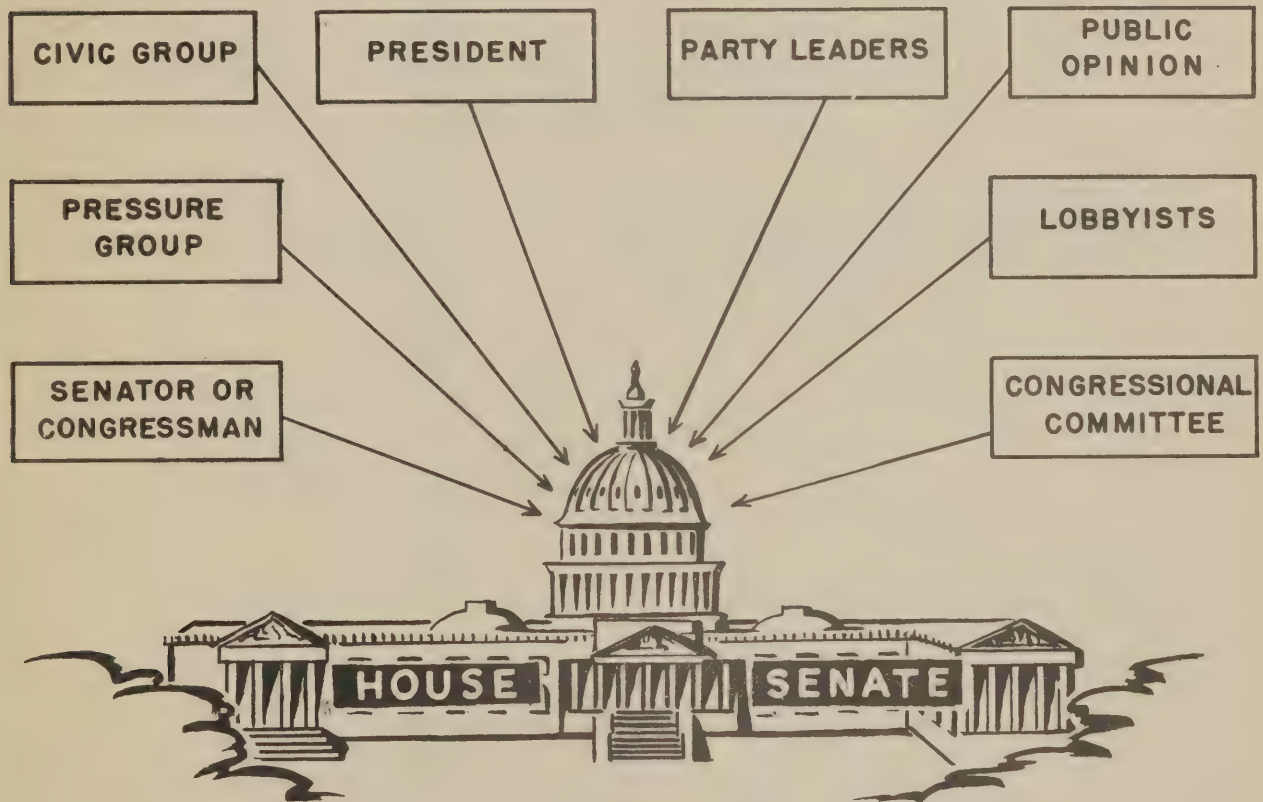 CIVIC GROUP
PRESIDENT
PARTY LEADERS
PUBLIC
OPINION
PRESSURE
GROUP
LOBBYISTS
SENATOR OR
CONGRESSMAN
CONGRESSIONAL
COMMITTEE
HOUSE
SENATE